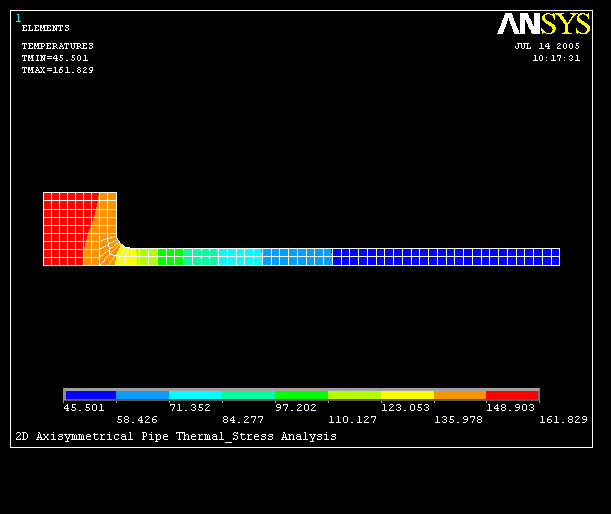 1
ELEMENTS
ANSYS
TEMPERATURES
TMIN=45.501
TMAX=161.829
JUL 14 2005
10:17:31
45.501 71.352 97.202 123.053 148.903
58.426 84.277 110.127 135.978 161.829
2D Axisymmetrical Pipe Thermal_Stress Analysis